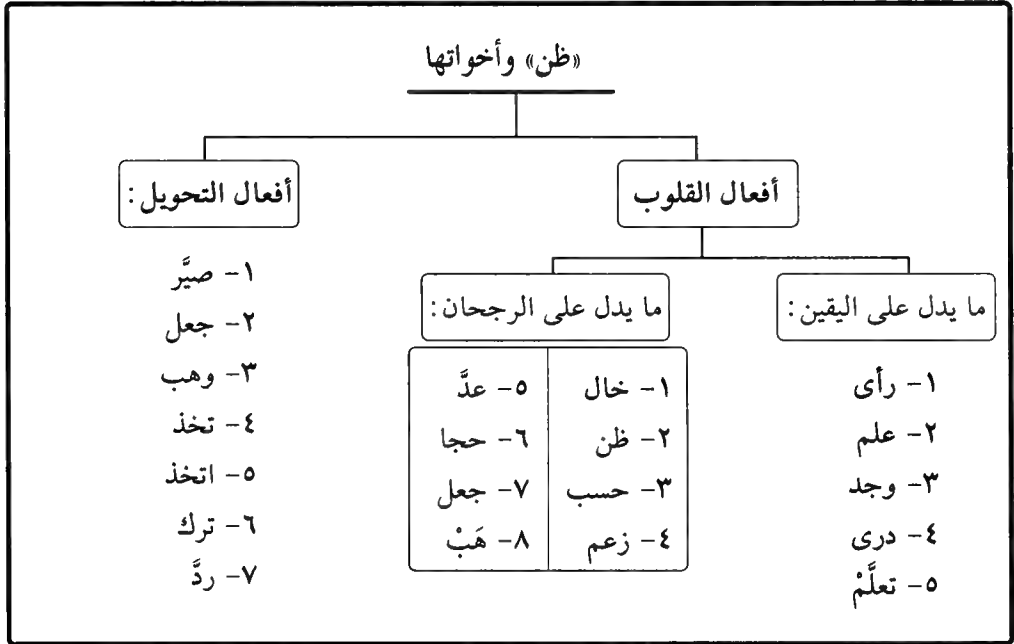 «ظن» وأخواتها
أفعال القلوب
ما يدل على اليقين:
١- رأى
٢- علم
٣- وجد
٤- درى
٥- تعلَّمْ
ما يدل على الرجحان:
١- خال
٢- ظن
٣- حسب
٤- زعم
٥- عدَّ
٦- حجا
٧- جعل
٨- هَبْ
أفعال التحويل:
١- صيَّر
٢- جعل
٣- وهب
٤- تخذ
٥- اتخذ
٦- ترك
٧- ردَّ